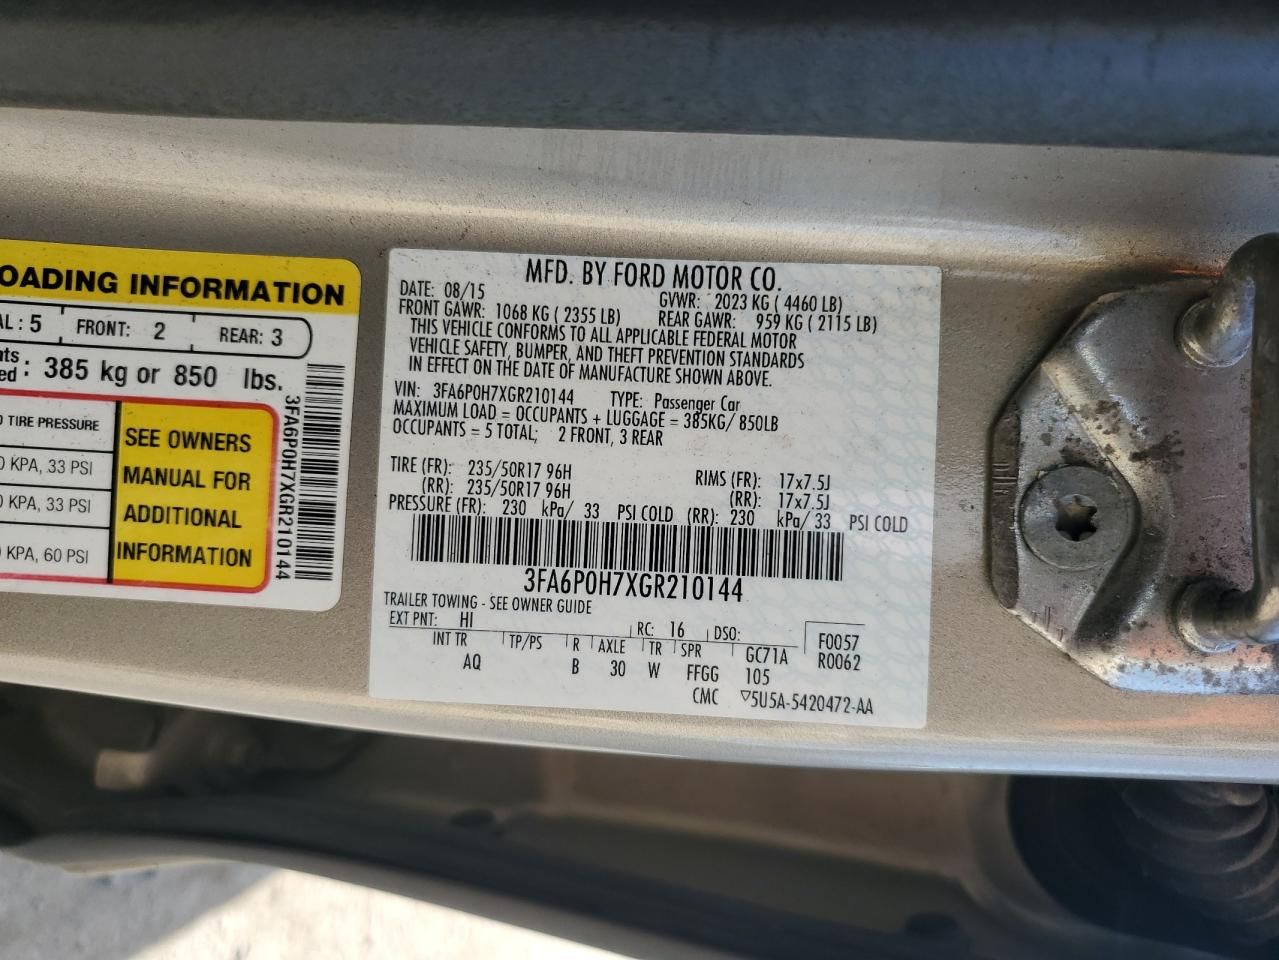 OADING INFORMATION
AL : 5 FRONT: 2 REAR: 3
nts
ed : 385 kg or 850 lbs.
TIRE PRESSURE
KPA, 33 PSI
KPA, 33 PSI
KPA, 60 PSI
SEE OWNERS
MANUAL FOR
ADDITIONAL
INFORMATION
3FA6P0H7XGR210144
MFD. BY FORD MOTOR CO.
DATE: 08/15 GVWR: 2023 KG ( 4460 LB)
FRONT GAWR: 1068 KG ( 2355 LB) REAR GAWR: 959 KG ( 2115 LB)
THIS VEHICLE CONFORMS TO ALL APPLICABLE FEDERAL MOTOR
VEHICLE SAFETY, BUMPER, AND THEFT PREVENTION STANDARDS
IN EFFECT ON THE DATE OF MANUFACTURE SHOWN ABOVE.
VIN: 3FA6P0H7XGR210144 TYPE: Passenger Car
MAXIMUM LOAD = OCCUPANTS + LUGGAGE = 385KG/ 850LB
OCCUPANTS = 5 TOTAL; 2 FRONT, 3 REAR
TIRE (FR): 235/50R17 96H RIMS (FR): 17x7.5J
(RR): 235/50R17 96H (RR): 17x7.5J
PRESSURE (FR): 230 kPa/ 33 PSI COLD (RR): 230 kPa/ 33 PSI COLD
3FA6P0H7XGR210144
TRAILER TOWING - SEE OWNER GUIDE
EXT PNT: HI RC: 16 DSO: F0057
INT TR TP/PS R AXLE TR SPR GC71A R0062
AQ B 30 W FFGG 105
CMC ▽5U5A-5420472-AA